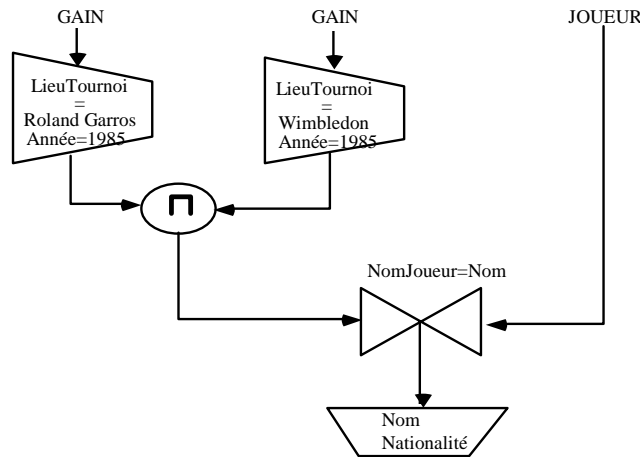 GAIN
GAIN
JOUEUR
LieuTournoi
=
Roland Garros
Année=1985
LieuTournoi
=
Wimbledon
Année=1985
NomJoueur=Nom
Nom
Nationalité